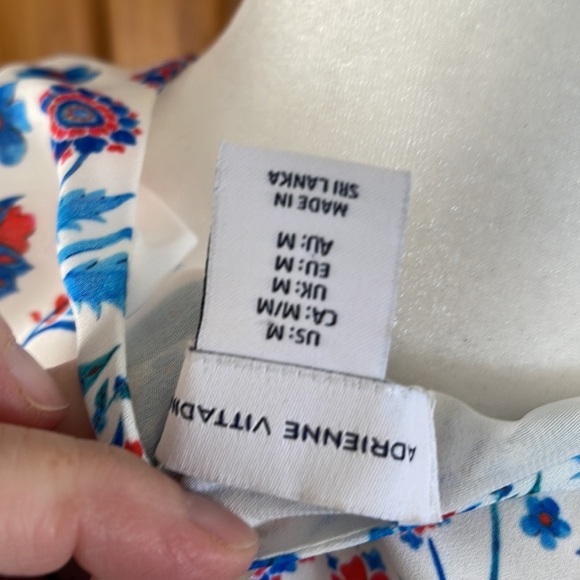 ADRIENNE VITTADI
US: M
CA: M/M
UK: M
EU: M
AU: M
MADE IN
SRI LANKA